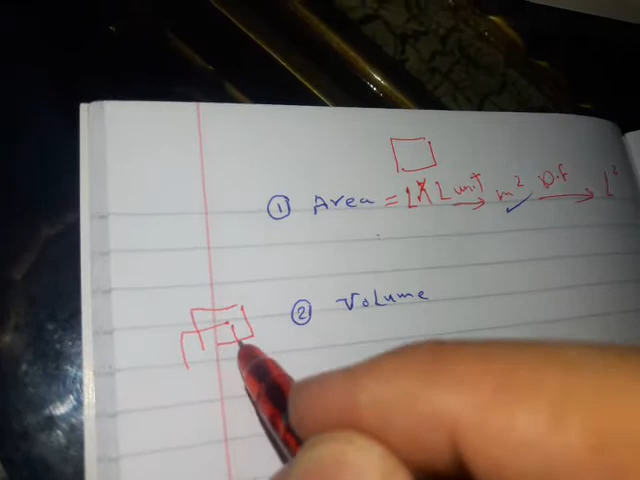 ① Area = L X L unit → m² ✓ D.F → L²
② Volume